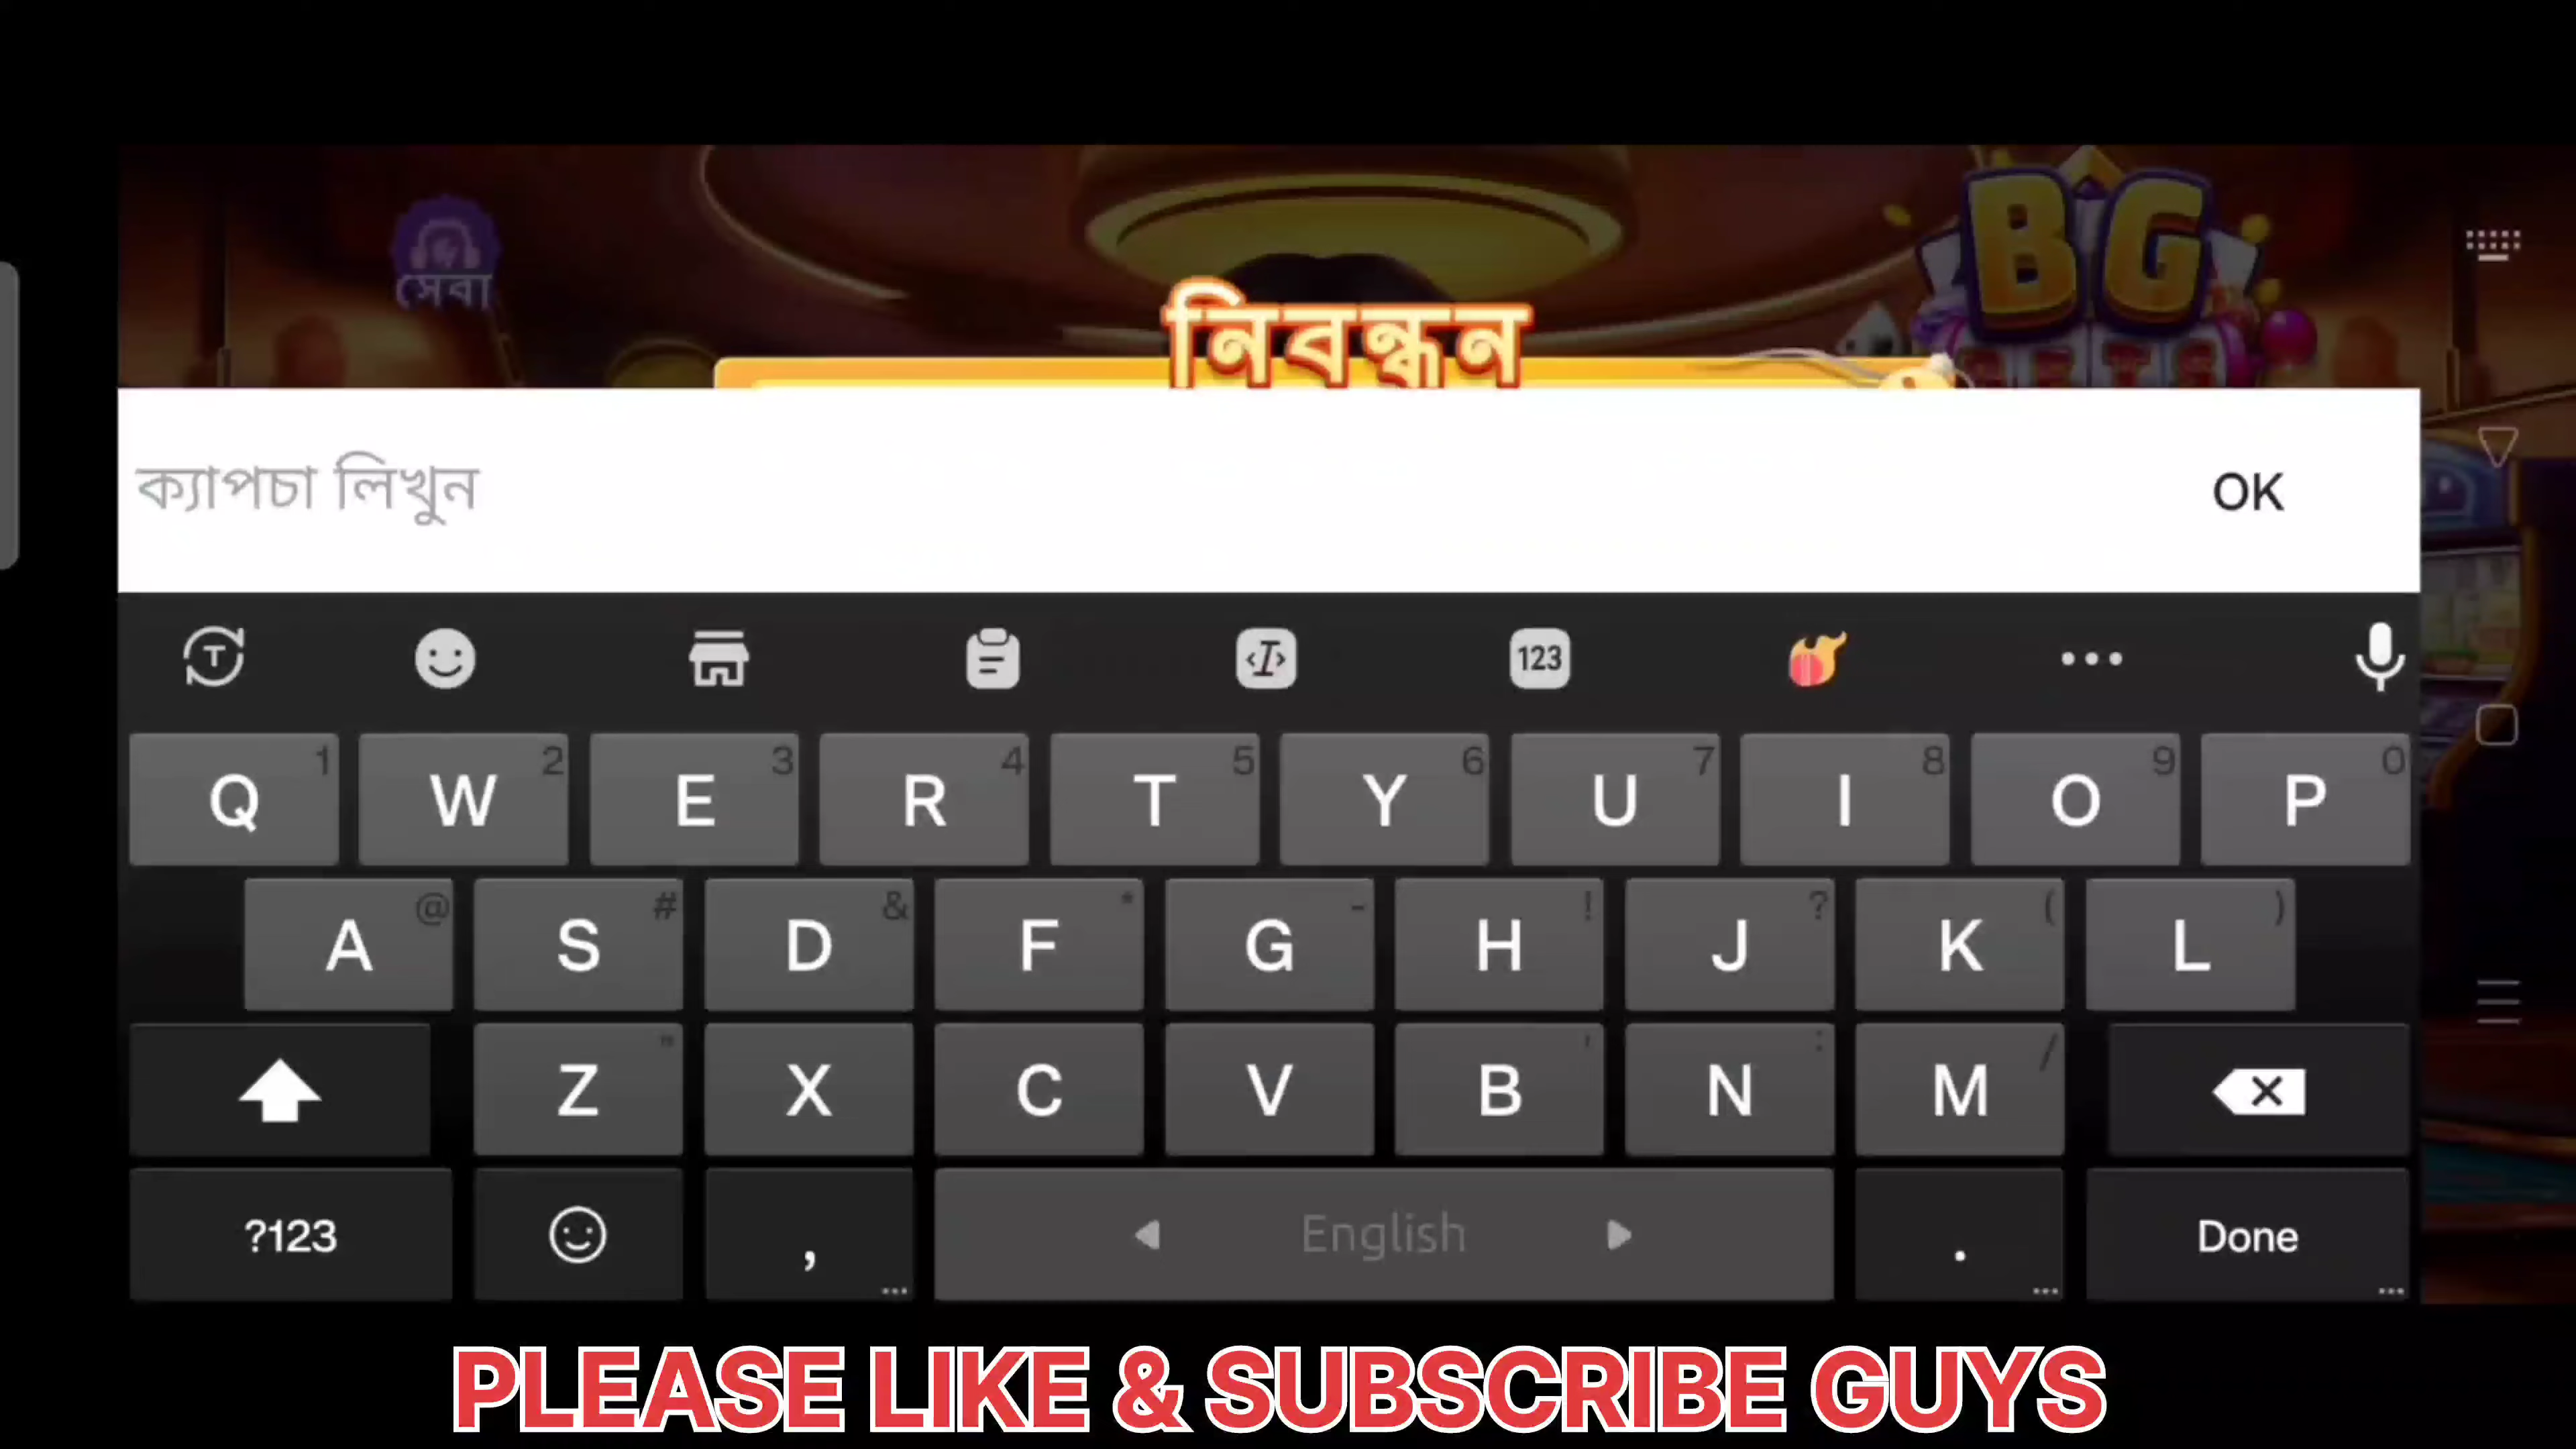 সেবা
BG
নিবন্ধন
ক্যাপচা লিখুন
OK
T
I
123
Q 1 W 2 E 3 R 4 T 5 Y 6 U 7 I 8 O 9 P 0
A @ S # D & F * G - H ! J ? K ( L )
Z " X C V B ' N : M /
?123 , ... English . ... Done ...
PLEASE LIKE & SUBSCRIBE GUYS